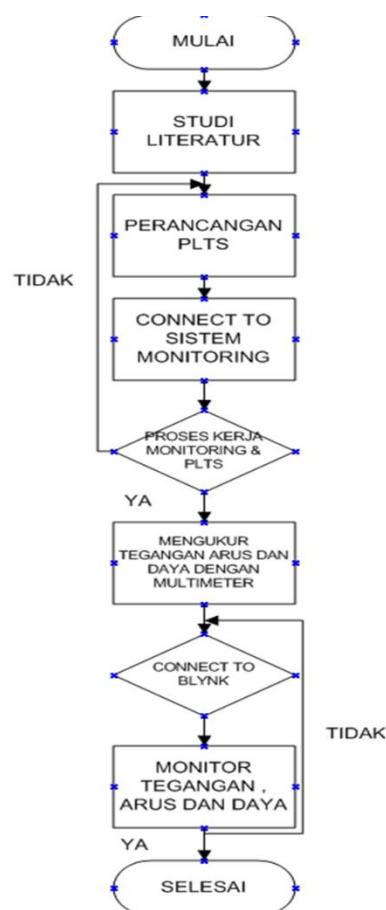 MULAI
STUDI
LITERATUR
PERANCANGAN
PLTS
TIDAK
CONNECT TO
SISTEM
MONITORING
PROSES KERJA
MONITORING &
PLTS
YA
MENGUKUR
TEGANGAN ARUS DAN
DAYA DENGAN
MULTIMETER
CONNECT TO
BLYNK
TIDAK
MONITOR
TEGANGAN ,
ARUS DAN DAYA
YA
SELESAI